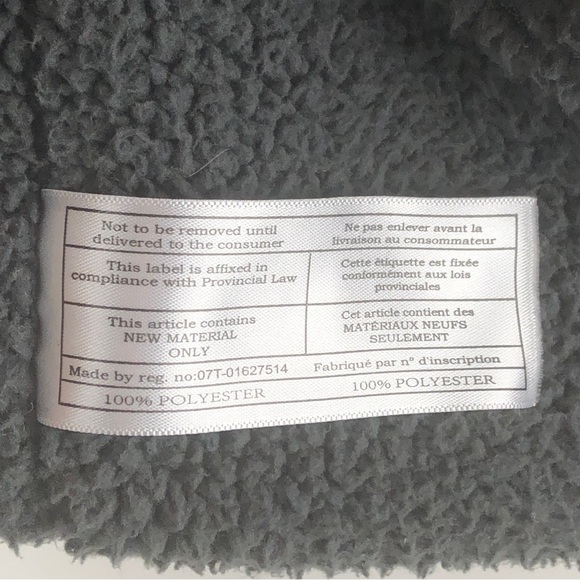 Not to be removed until
delivered to the consumer
Ne pas enlever avant la
livraison au consommateur
This label is affixed in
compliance with Provincial Law
Cette étiquette est fixée
conformément aux lois
provinciales
This article contains
NEW MATERIAL
ONLY
Cet article contient des
MATÉRIAUX NEUFS
SEULEMENT
Made by reg. no:07T-01627514
Fabriqué par n° d'inscription
100% POLYESTER
100% POLYESTER